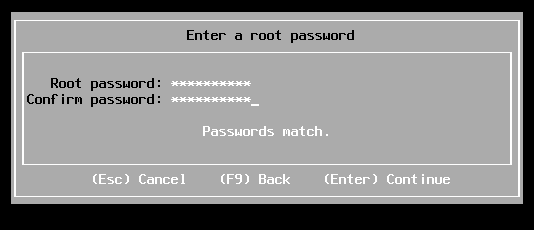 Enter a root password
Root password: **********
Confirm password: **********_
Passwords match.
(Esc) Cancel (F9) Back (Enter) Continue